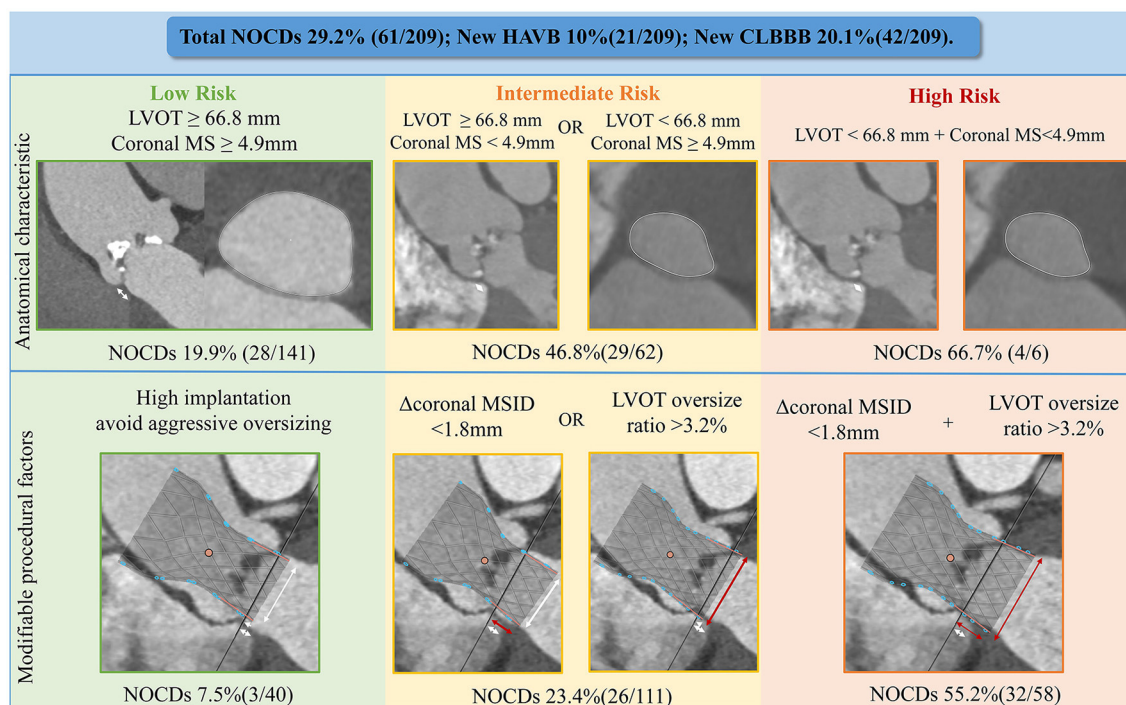 Total NOCDs 29.2% (61/209); New HAVB 10%(21/209); New CLBBB 20.1%(42/209).
Anatomical characteristic
Low Risk
LVOT ≥ 66.8 mm
Coronal MS ≥ 4.9mm
NOCDs 19.9% (28/141)
Intermediate Risk
LVOT ≥ 66.8 mm
Coronal MS < 4.9mm
OR
LVOT < 66.8 mm
Coronal MS ≥ 4.9mm
NOCDs 46.8%(29/62)
High Risk
LVOT < 66.8 mm + Coronal MS<4.9mm
NOCDs 66.7% (4/6)
Modifiable procedural factors
High implantation
avoid aggressive oversizing
NOCDs 7.5%(3/40)
Δcoronal MSID
<1.8mm
OR
LVOT oversize
ratio >3.2%
NOCDs 23.4%(26/111)
Δcoronal MSID
<1.8mm
+
LVOT oversize
ratio >3.2%
NOCDs 55.2%(32/58)